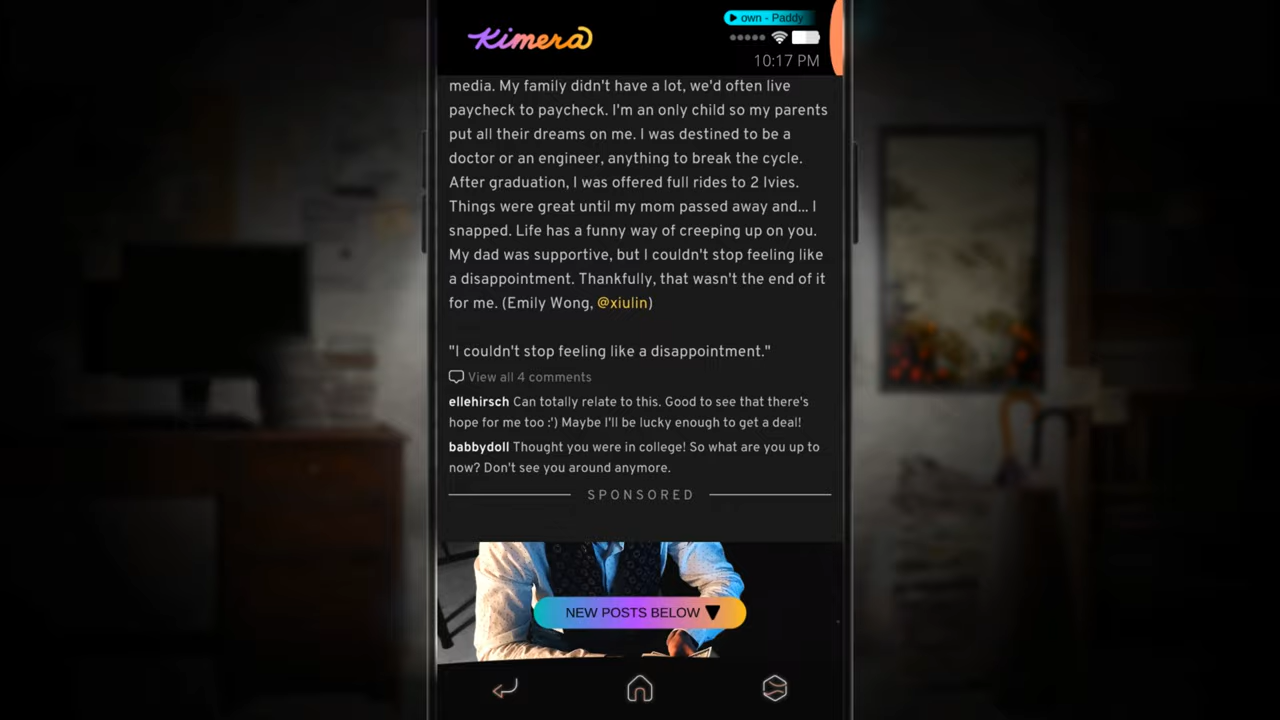 Kimera
own - Paddy
10:17 PM
media. My family didn't have a lot, we'd often live
paycheck to paycheck. I'm an only child so my parents
put all their dreams on me. I was destined to be a
doctor or an engineer, anything to break the cycle.
After graduation, I was offered full rides to 2 Ivies.
Things were great until my mom passed away and... I
snapped. Life has a funny way of creeping up on you.
My dad was supportive, but I couldn't stop feeling like
a disappointment. Thankfully, that wasn't the end of it
for me. (Emily Wong, @xiulin)
"I couldn't stop feeling like a disappointment."
View all 4 comments
ellehirsch Can totally relate to this. Good to see that there's
hope for me too :') Maybe I'll be lucky enough to get a deal!
babbydoll Thought you were in college! So what are you up to
now? Don't see you around anymore.
SPONSORED
NEW POSTS BELOW